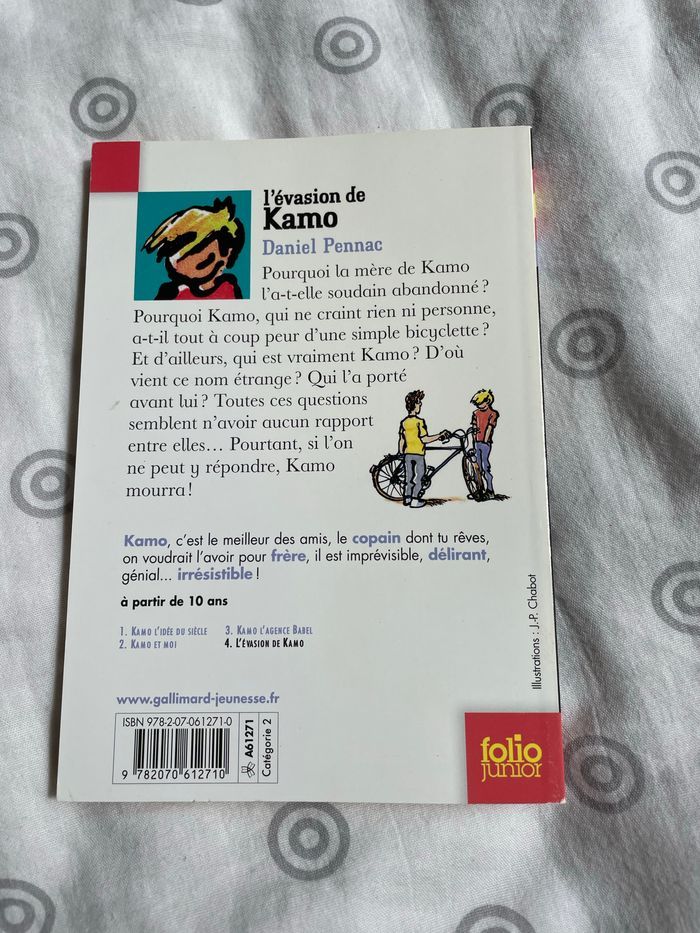 l'évasion de
Kamo
Daniel Pennac
Pourquoi la mère de Kamo
l'a-t-elle soudain abandonné ?
Pourquoi Kamo, qui ne craint rien ni personne,
a-t-il tout à coup peur d'une simple bicyclette ?
Et d'ailleurs, qui est vraiment Kamo ? D'où
vient ce nom étrange ? Qui l'a porté
avant lui ? Toutes ces questions
semblent n'avoir aucun rapport
entre elles… Pourtant, si l'on
ne peut y répondre, Kamo
mourra !
Kamo, c'est le meilleur des amis, le copain dont tu rêves,
on voudrait l'avoir pour frère, il est imprévisible, délirant,
génial... irrésistible !
à partir de 10 ans
1. Kamo l'idée du siècle
2. Kamo et moi
3. Kamo l'agence Babel
4. L'évasion de Kamo
Illustrations : J.-P. Chabot
www.gallimard-jeunesse.fr
ISBN 978-2-07-061271-0
9 782070 612710
A61271
Catégorie 2
folio
junior